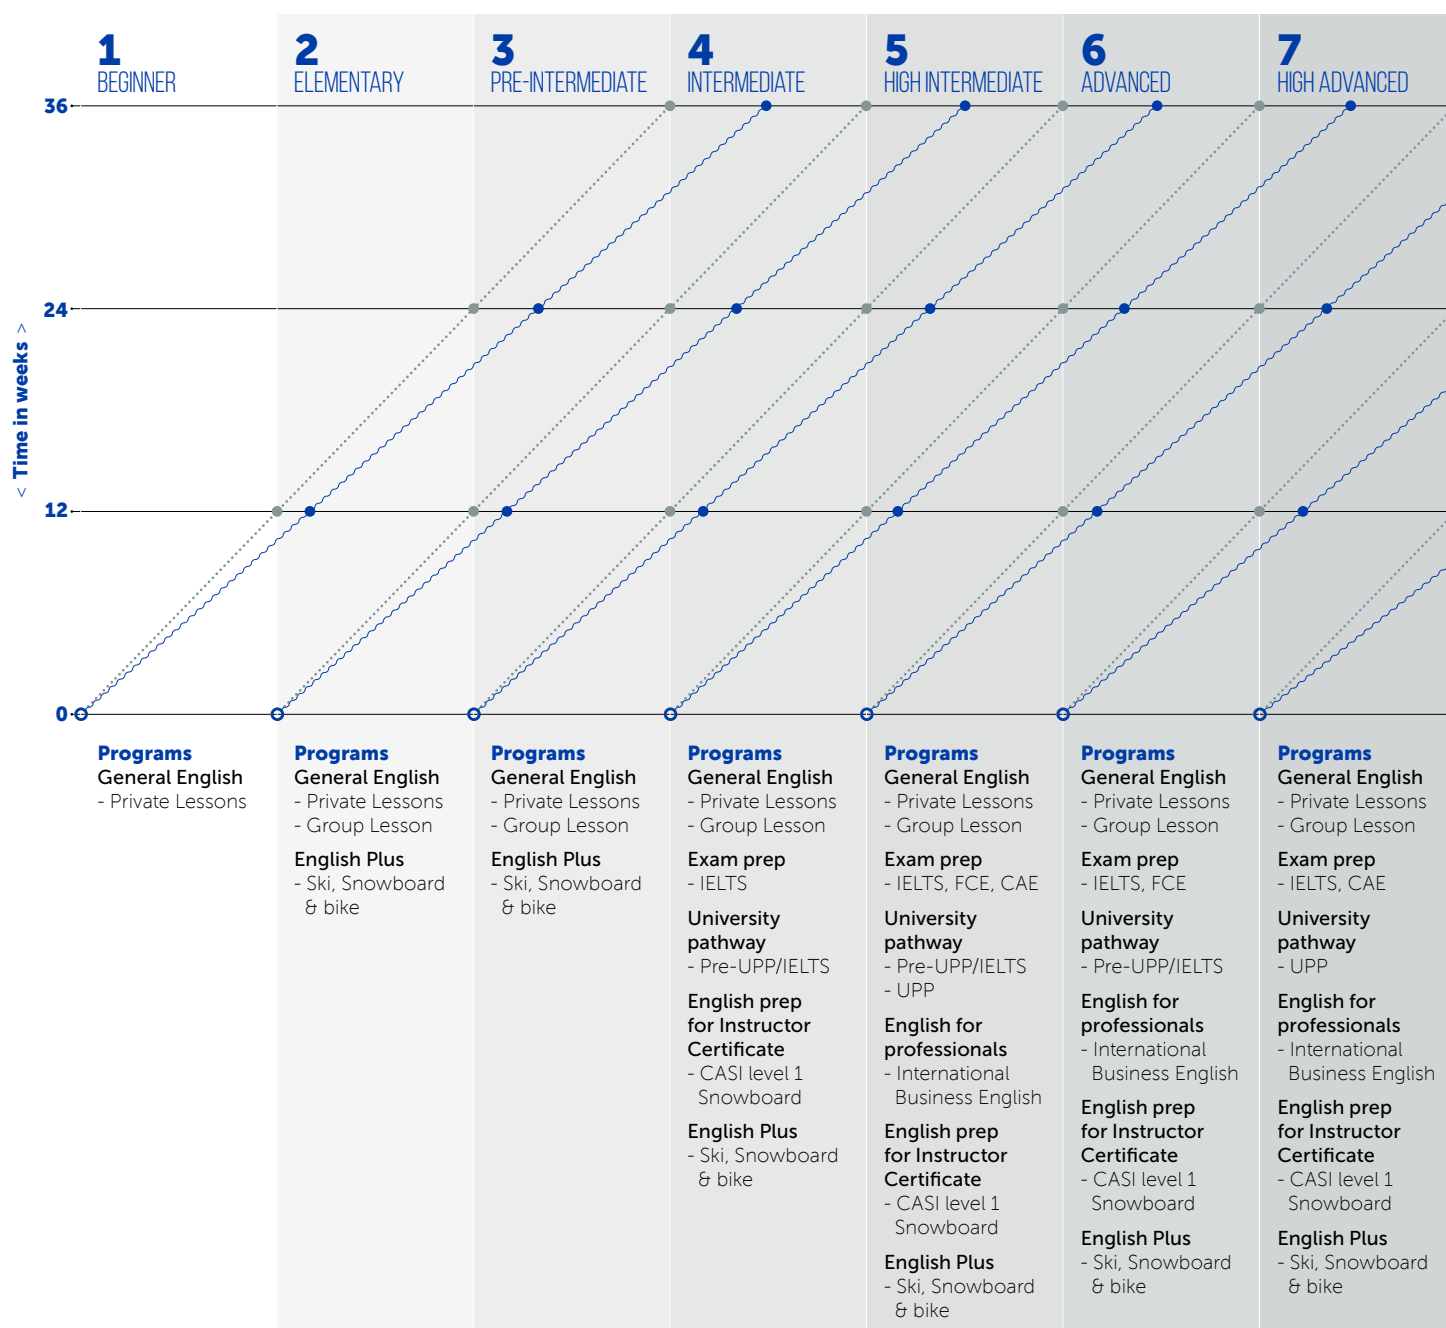 1
BEGINNER
2
ELEMENTARY
3
PRE-INTERMEDIATE
4
INTERMEDIATE
5
HIGH INTERMEDIATE
6
ADVANCED
7
HIGH ADVANCED
36
24
12
0
< Time in weeks >
Programs
General English
- Private Lessons
Programs
General English
- Private Lessons
- Group Lesson
English Plus
- Ski, Snowboard
& bike
Programs
General English
- Private Lessons
- Group Lesson
English Plus
- Ski, Snowboard
& bike
Programs
General English
- Private Lessons
- Group Lesson
Exam prep
- IELTS
University
pathway
- Pre-UPP/IELTS
English prep
for Instructor
Certificate
- CASI level 1
Snowboard
English Plus
- Ski, Snowboard
& bike
Programs
General English
- Private Lessons
- Group Lesson
Exam prep
- IELTS, FCE, CAE
University
pathway
- Pre-UPP/IELTS
- UPP
English for
professionals
- International
Business English
English prep
for Instructor
Certificate
- CASI level 1
Snowboard
English Plus
- Ski, Snowboard
& bike
Programs
General English
- Private Lessons
- Group Lesson
Exam prep
- IELTS, FCE
University
pathway
- Pre-UPP/IELTS
English for
professionals
- International
Business English
English prep
for Instructor
Certificate
- CASI level 1
Snowboard
English Plus
- Ski, Snowboard
& bike
Programs
General English
- Private Lessons
- Group Lesson
Exam prep
- IELTS, CAE
University
pathway
- UPP
English for
professionals
- International
Business English
English prep
for Instructor
Certificate
- CASI level 1
Snowboard
English Plus
- Ski, Snowboard
& bike